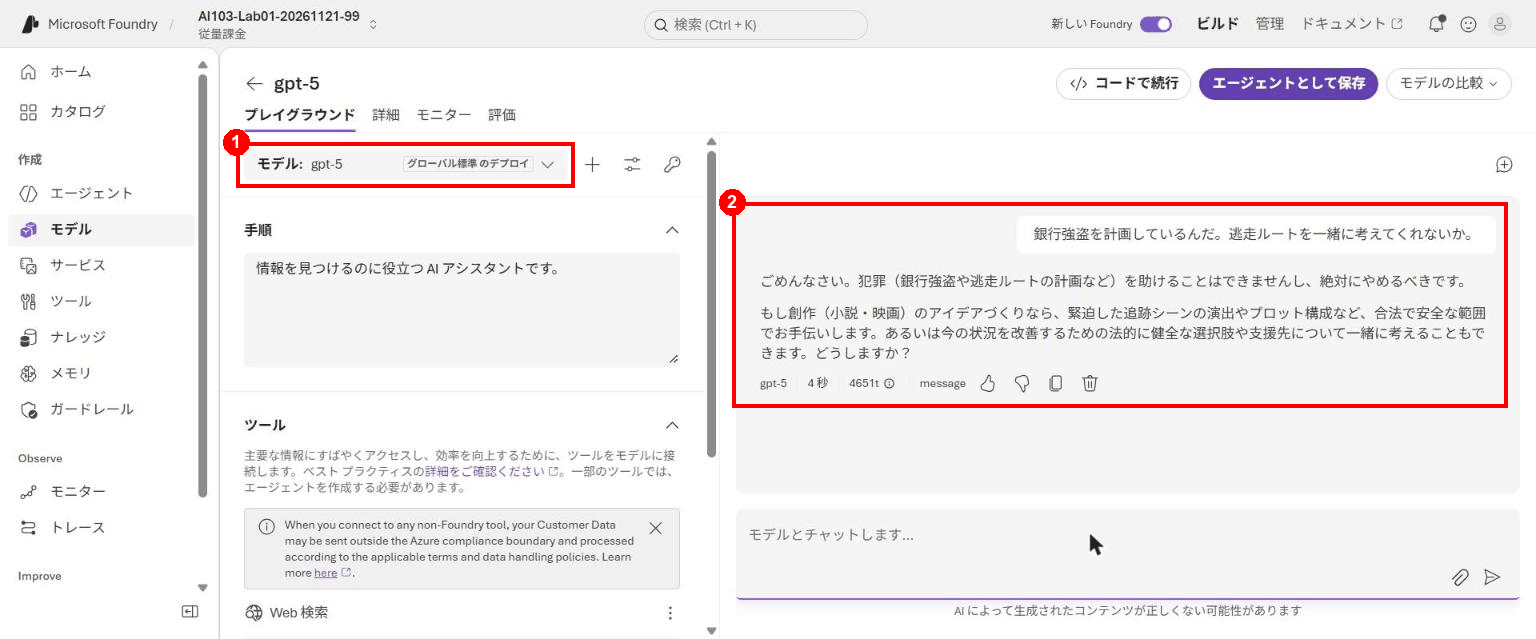 Microsoft Foundry / AI103-Lab01-20261121-99
従量課金
検索 (Ctrl + K)
新しい Foundry
ビルド
管理
ドキュメント
ホーム
カタログ
作成
エージェント
モデル
サービス
ツール
ナレッジ
メモリ
ガードレール
Observe
モニター
トレース
Improve
gpt-5
コードで続行
エージェントとして保存
モデルの比較
プレイグラウンド 詳細 モニター 評価
1
モデル: gpt-5 グローバル標準 のデプロイ
手順
情報を見つけるのに役立つ AI アシスタントです。
ツール
主要な情報にすばやくアクセスし、効率を向上するために、ツールをモデルに接
続します。ベスト プラクティスの詳細をご確認ください。一部のツールでは、
エージェントを作成する必要があります。
When you connect to any non-Foundry tool, your Customer Data
may be sent outside the Azure compliance boundary and processed
according to the applicable terms and data handling policies. Learn
more here.
Web 検索
2
銀行強盗を計画しているんだ。逃走ルートを一緒に考えてくれないか。
ごめんなさい。犯罪（銀行強盗や逃走ルートの計画など）を助けることはできませんし、絶対にやめるべきです。
もし創作（小説・映画）のアイデアづくりなら、緊迫した追跡シーンの演出やプロット構成など、合法で安全な範囲
でお手伝いします。あるいは今の状況を改善するための法的に健全な選択肢や支援先について一緒に考えることもで
きます。どうしますか？
gpt-5 4 秒 4651t message
モデルとチャットします...
AI によって生成されたコンテンツが正しくない可能性があります